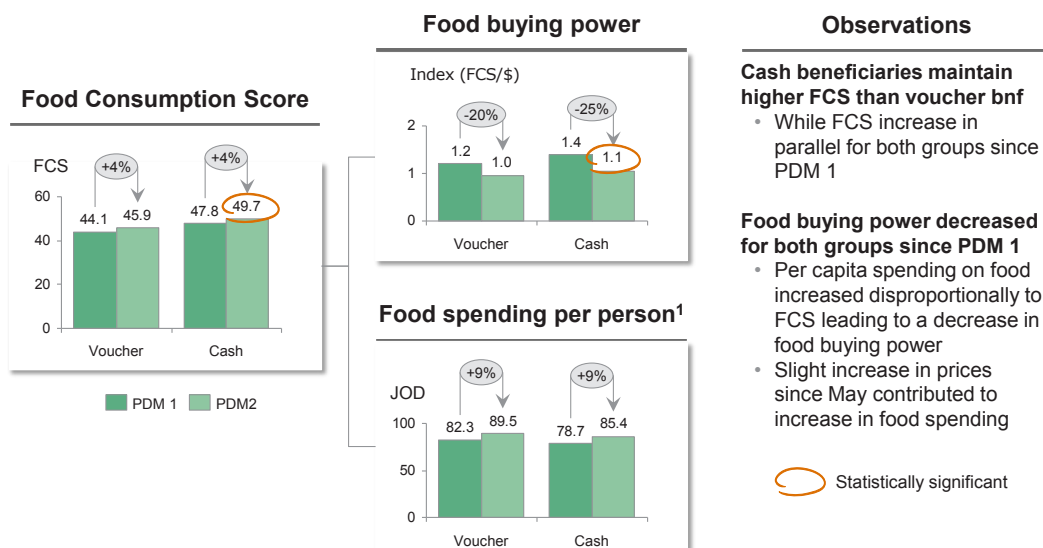 Food Consumption Score
FCS
+4%
+4%
60
40
20
0
44.1
45.9
47.8
49.7
Voucher
Cash
PDM 1
PDM2
Food buying power
Index (FCS/$)
-20%
-25%
2
1
0
1.2
1.0
1.4
1.1
Voucher
Cash
Food spending per person¹
JOD
+9%
+9%
100
50
0
82.3
89.5
78.7
85.4
Voucher
Cash
Observations
Cash beneficiaries maintain
higher FCS than voucher bnf
• While FCS increase in
parallel for both groups since
PDM 1
Food buying power decreased
for both groups since PDM 1
• Per capita spending on food
increased disproportionally to
FCS leading to a decrease in
food buying power
• Slight increase in prices
since May contributed to
increase in food spending
Statistically significant